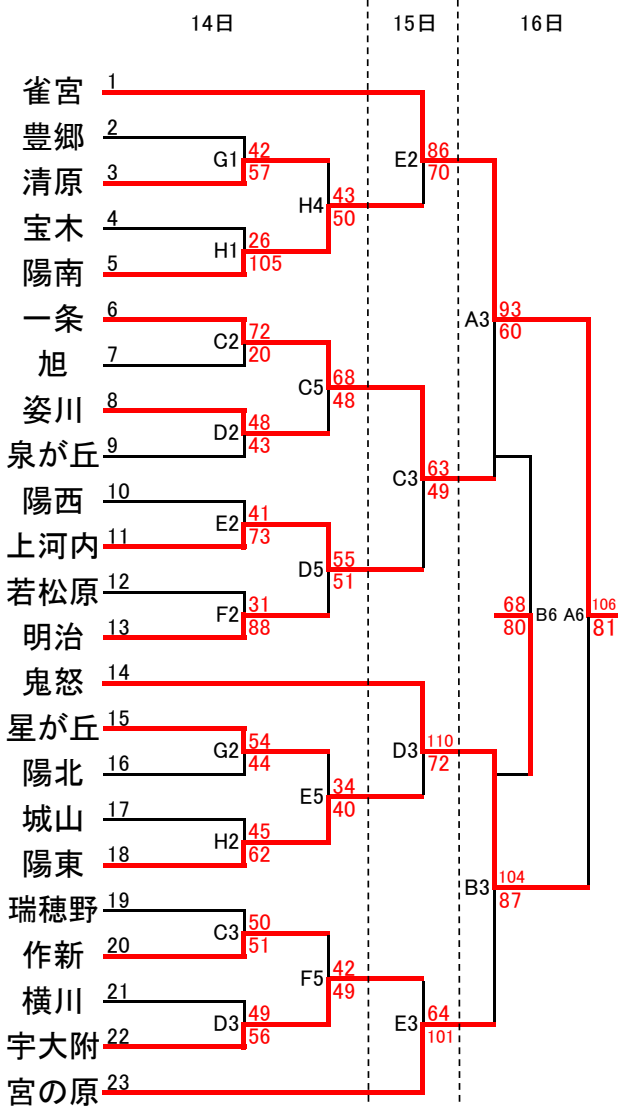 14日 15日 16日
雀宮 1
豊郷 2
G1 42
57
清原 3
H4 43
50
宝木 4
H1 26
105
陽南 5
E2 86
70
一条 6
C2 72
20
旭 7
C5 68
48
姿川 8
D2 48
43
泉が丘 9
C3 63
49
陽西 10
E2 41
73
上河内 11
D5 55
51
若松原 12
F2 31
88
明治 13
A3 93
60
68
80
B6 A6 106
81
鬼怒 14
星が丘 15
G2 54
44
陽北 16
D3 110
72
E5 34
40
城山 17
H2 45
62
陽東 18
B3 104
87
瑞穂野 19
C3 50
51
作新 20
F5 42
49
横川 21
D3 49
56
宇大附 22
E3 64
101
宮の原 23